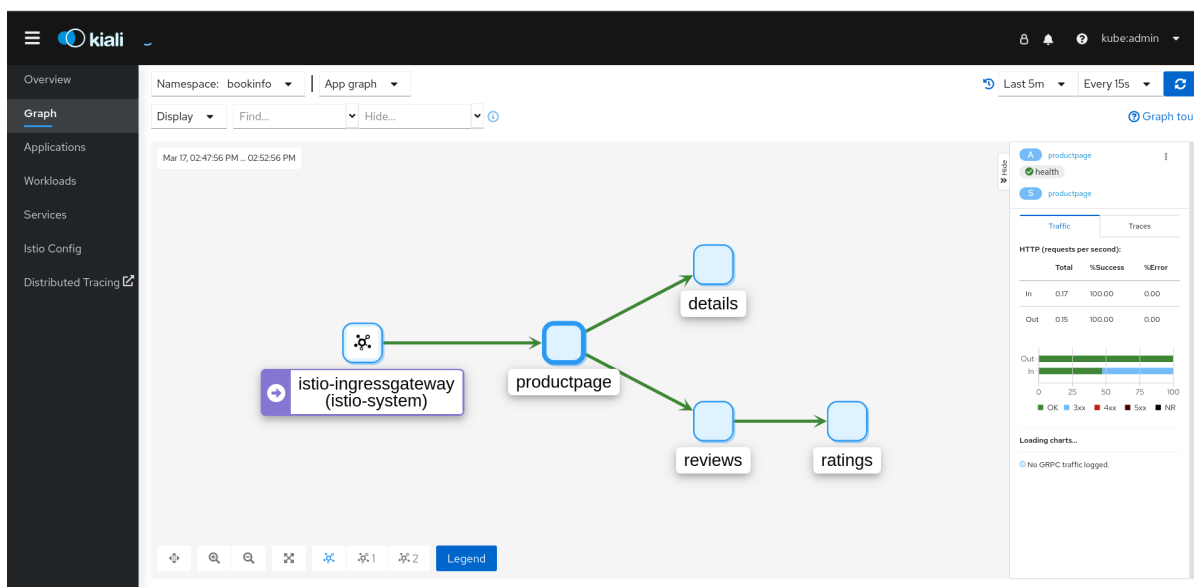 kiali
kube:admin
Overview
Graph
Applications
Workloads
Services
Istio Config
Distributed Tracing
Namespace: bookinfo
App graph
Last 5m
Every 15s
Display
Find...
Hide...
Graph tou
Mar 17, 02:47:56 PM ... 02:52:56 PM
Hide
details
istio-ingressgateway
(istio-system)
productpage
reviews
ratings
1
2
Legend
A productpage
health
S productpage
Traffic
Traces
HTTP (requests per second):
Total %Success %Error
In 0.17 100.00 0.00
Out 0.15 100.00 0.00
Out
In
0 25 50 75 100
OK 3xx 4xx 5xx NR
Loading charts...
No GRPC traffic logged.